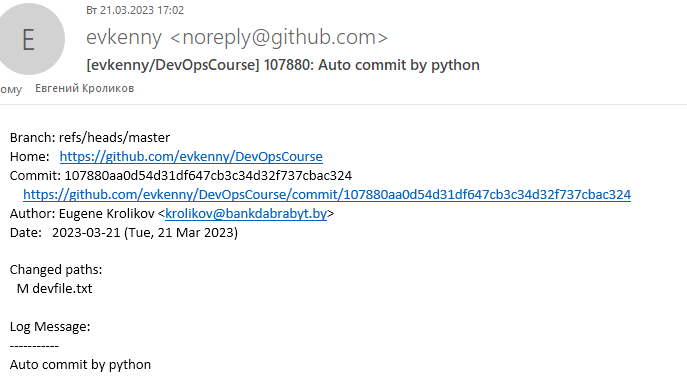 Вт 21.03.2023 17:02
E
evkenny <noreply@github.com>
[evkenny/DevOpsCourse] 107880: Auto commit by python
ому Евгений Кроликов
Branch: refs/heads/master
Home: https://github.com/evkenny/DevOpsCourse
Commit: 107880aa0d54d31df647cb3c34d32f737cbac324
https://github.com/evkenny/DevOpsCourse/commit/107880aa0d54d31df647cb3c34d32f737cbac324
Author: Eugene Krolikov <krolikov@bankdabrabyt.by>
Date: 2023-03-21 (Tue, 21 Mar 2023)
Changed paths:
M devfile.txt
Log Message:
-----------
Auto commit by python